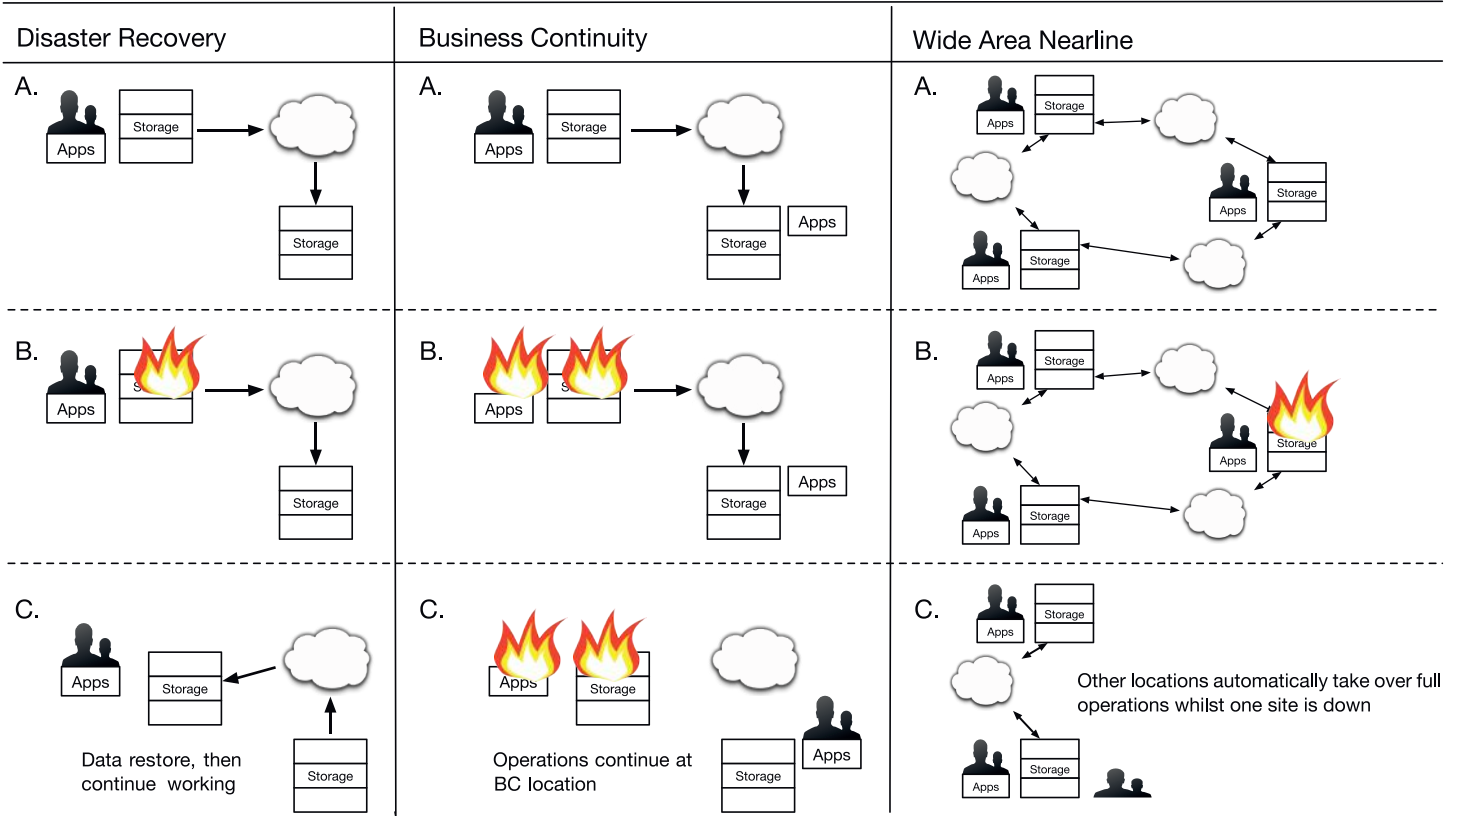 Disaster Recovery
Business Continuity
Wide Area Nearline
A.
Apps
Storage
Storage
A.
Apps
Storage
Storage
Apps
A.
Apps
Storage
Apps
Storage
Apps
Storage
B.
Apps
Storage
B.
Apps
Storage
Apps
B.
Apps
Storage
Apps
Storage
Apps
Storage
C.
Apps
Storage
Storage
Data restore, then
continue working
C.
Apps
Storage
Storage
Apps
Operations continue at
BC location
C.
Apps
Storage
Other locations automatically take over full
operations whilst one site is down
Apps
Storage